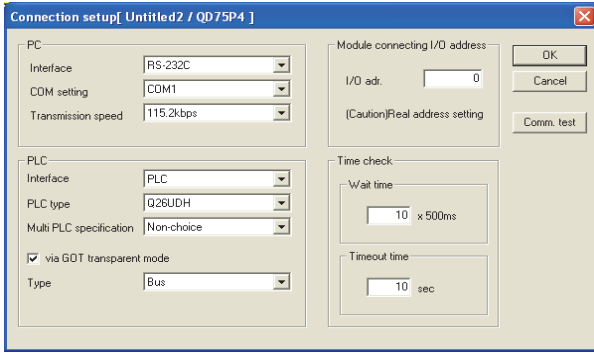 Connection setup[ Untitled2 / QD75P4 ]
PC
Interface RS-232C
COM setting COM1
Transmission speed 115.2kbps
Module connecting I/O address
I/O adr. 0
(Caution)Real address setting
OK
Cancel
Comm. test
PLC
Interface PLC
PLC type Q26UDH
Multi PLC specification Non-choice
via GOT transparent mode
Type Bus
Time check
Wait time
10 x 500ms
Timeout time
10 sec